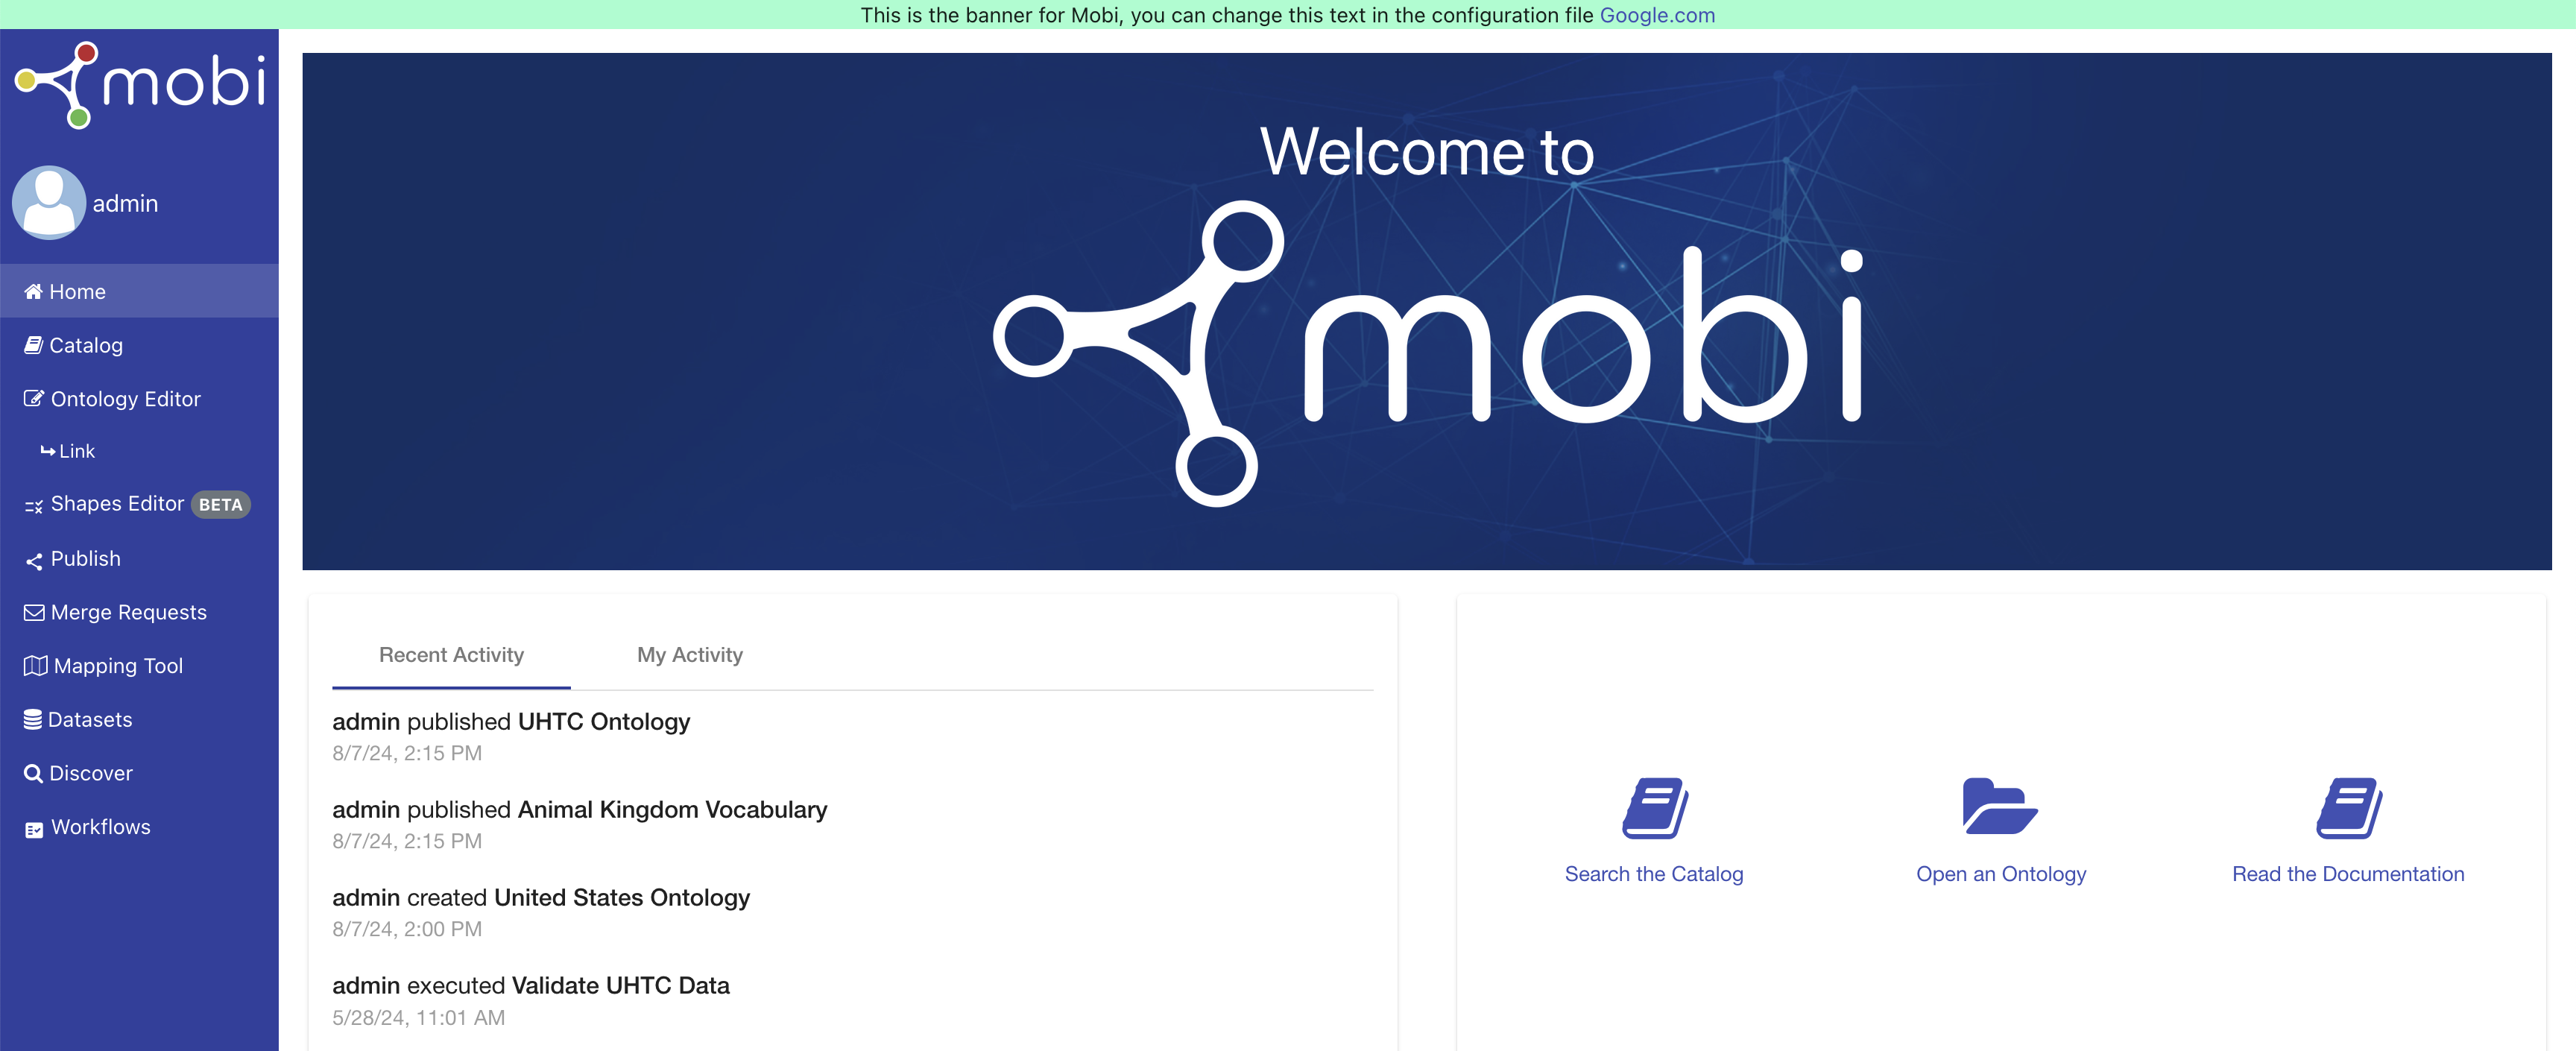 This is the banner for Mobi, you can change this text in the configuration file Google.com
mobi
admin
Home
Catalog
Ontology Editor
Link
Shapes Editor BETA
Publish
Merge Requests
Mapping Tool
Datasets
Discover
Workflows
Welcome to
mobi
Recent Activity My Activity
admin published UHTC Ontology
8/7/24, 2:15 PM
admin published Animal Kingdom Vocabulary
8/7/24, 2:15 PM
admin created United States Ontology
8/7/24, 2:00 PM
admin executed Validate UHTC Data
5/28/24, 11:01 AM
Search the Catalog
Open an Ontology
Read the Documentation